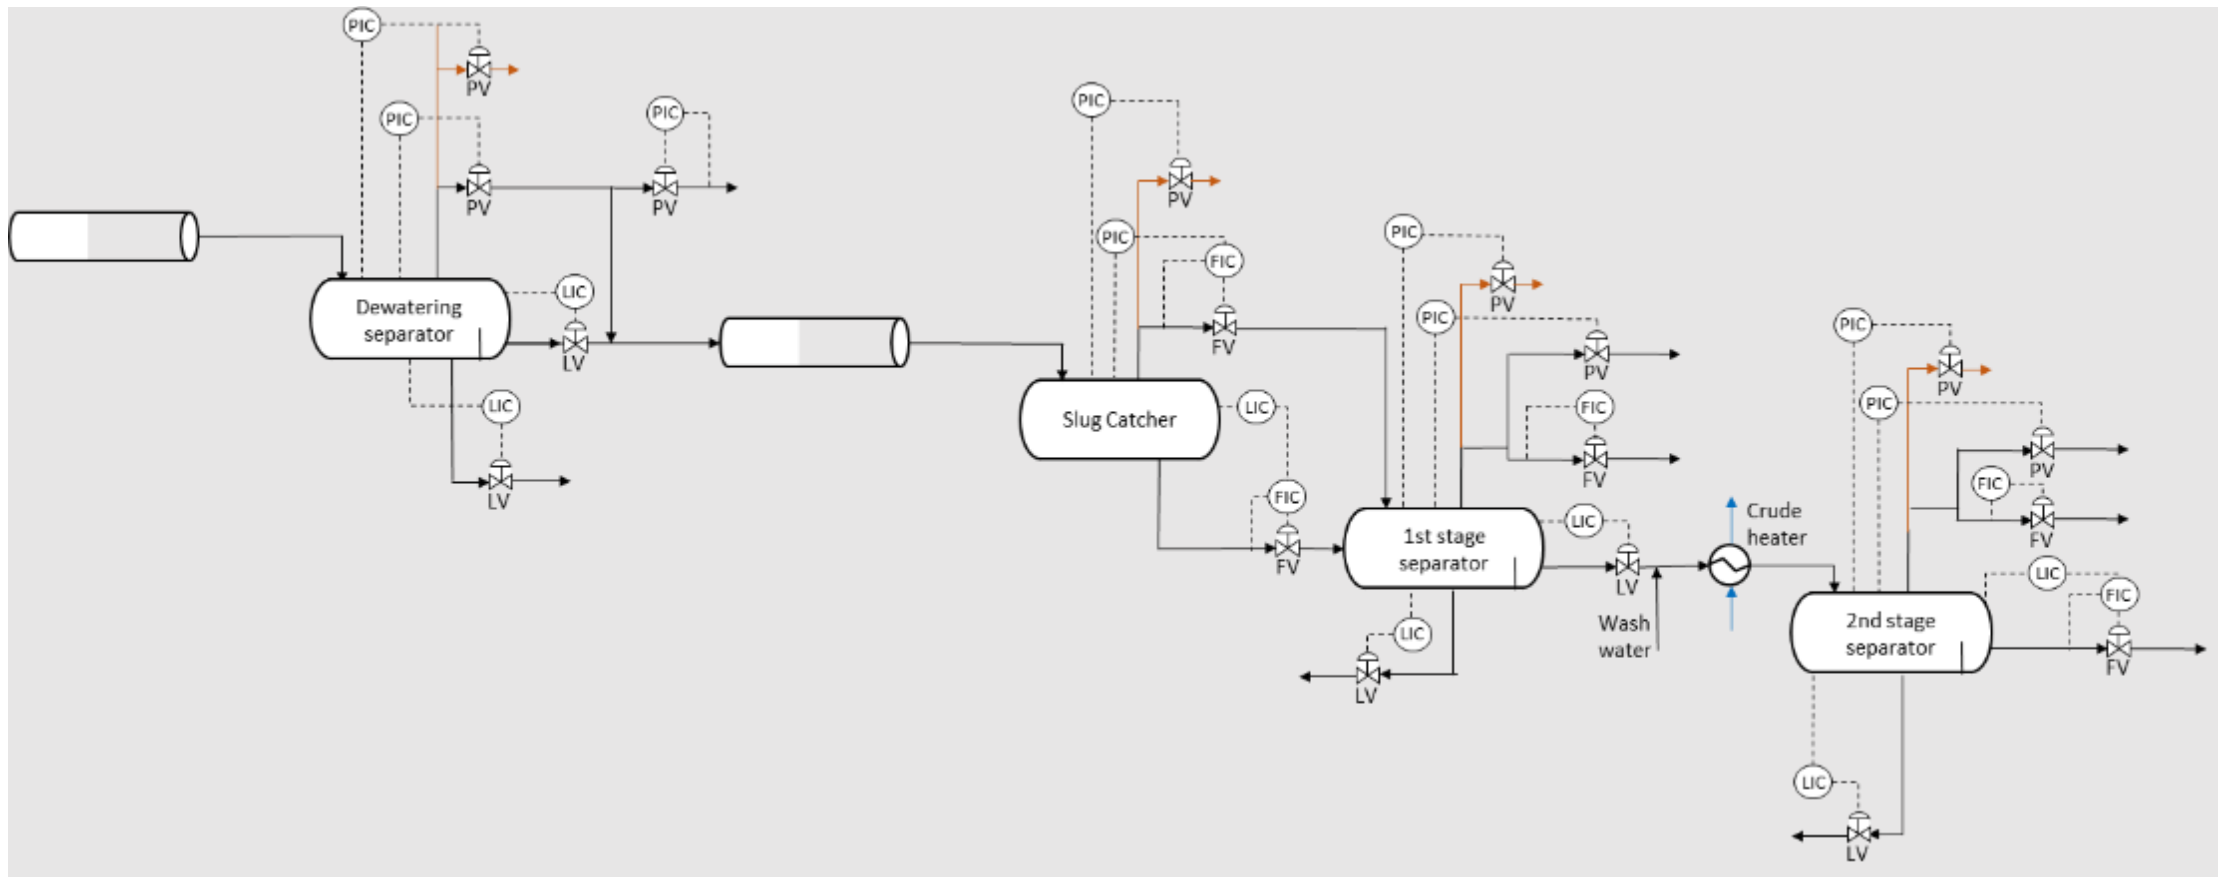 PIC
PV
PIC
PIC
PV
PV
Dewatering
separator
LIC
LV
LIC
LV
PIC
PV
PIC
FIC
FV
Slug Catcher
LIC
FIC
FV
PIC
PV
PIC
PV
FIC
FV
1st stage
separator
LIC
LV
LIC
LV
Wash
water
Crude
heater
PIC
PV
PIC
PV
FIC
FV
LIC
FIC
FV
2nd stage
separator
LIC
LV